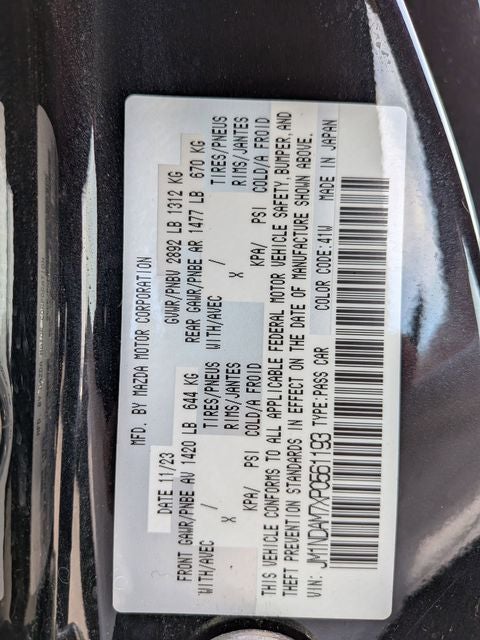 MFD. BY MAZDA MOTOR CORPORATION
DATE 11/23 GVWR/PNBV 2892 LB 1312 KG
FRONT GAWR/PNBE AV 1420 LB 644 KG REAR GAWR/PNBE AR 1477 LB 670 KG
WITH/AVEC TIRES/PNEUS WITH/AVEC TIRES/PNEUS
/ X RIMS/JANTES X RIMS/JANTES
KPA/ PSI COLD/A FROID KPA/ PSI COLD/A FROID
THIS VEHICLE CONFORMS TO ALL APPLICABLE FEDERAL MOTOR VEHICLE SAFETY, BUMPER, AND
THEFT PREVENTION STANDARDS IN EFFECT ON THE DATE OF MANUFACTURE SHOWN ABOVE.
VIN: JM1NDAM7XP0561193 TYPE: PASS CAR COLOR CODE: 41W MADE IN JAPAN